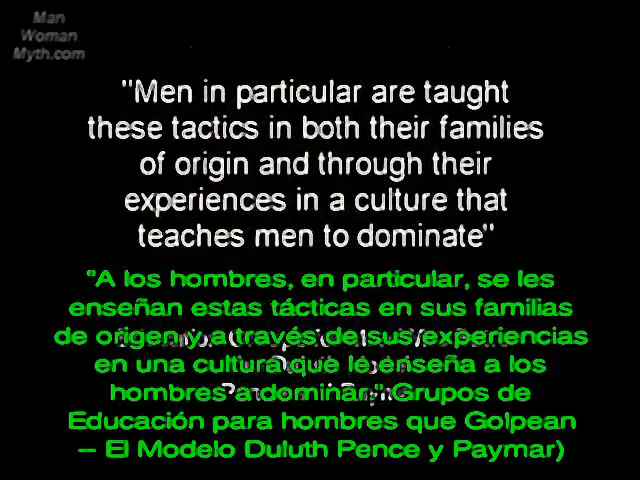 Man
Woman
Myth.com
"Men in particular are taught
these tactics in both their families
of origin and through their
experiences in a culture that
teaches men to dominate"
"A los hombres, en particular, se les
enseñan estas tácticas en sus familias
de origen y a través de sus experiencias
en una cultura que le enseña a los
hombres a dominar." Grupos de
Educación para hombres que Golpean
-- El Modelo Duluth Pence y Paymar)